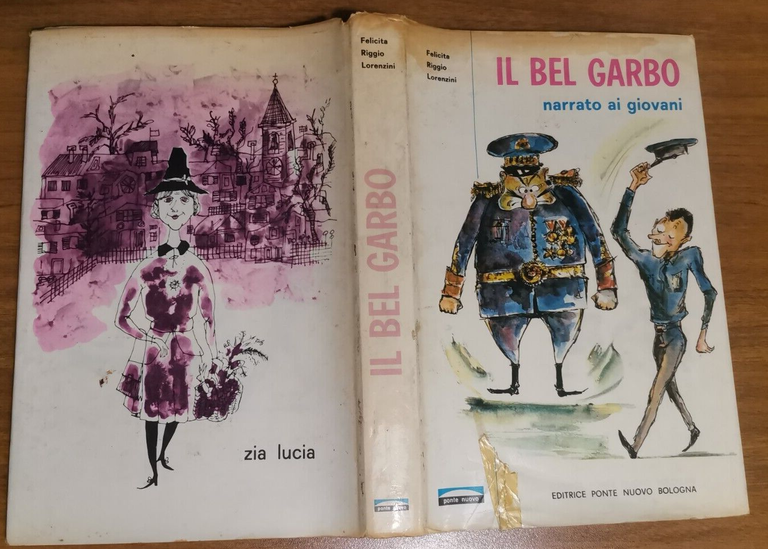 zia lucia
Felicita
Riggio
Lorenzini
IL BEL GARBO
ponte nuovo
Felicita
Riggio
Lorenzini
IL BEL GARBO
narrato ai giovani
ponte nuovo
EDITRICE PONTE NUOVO BOLOGNA